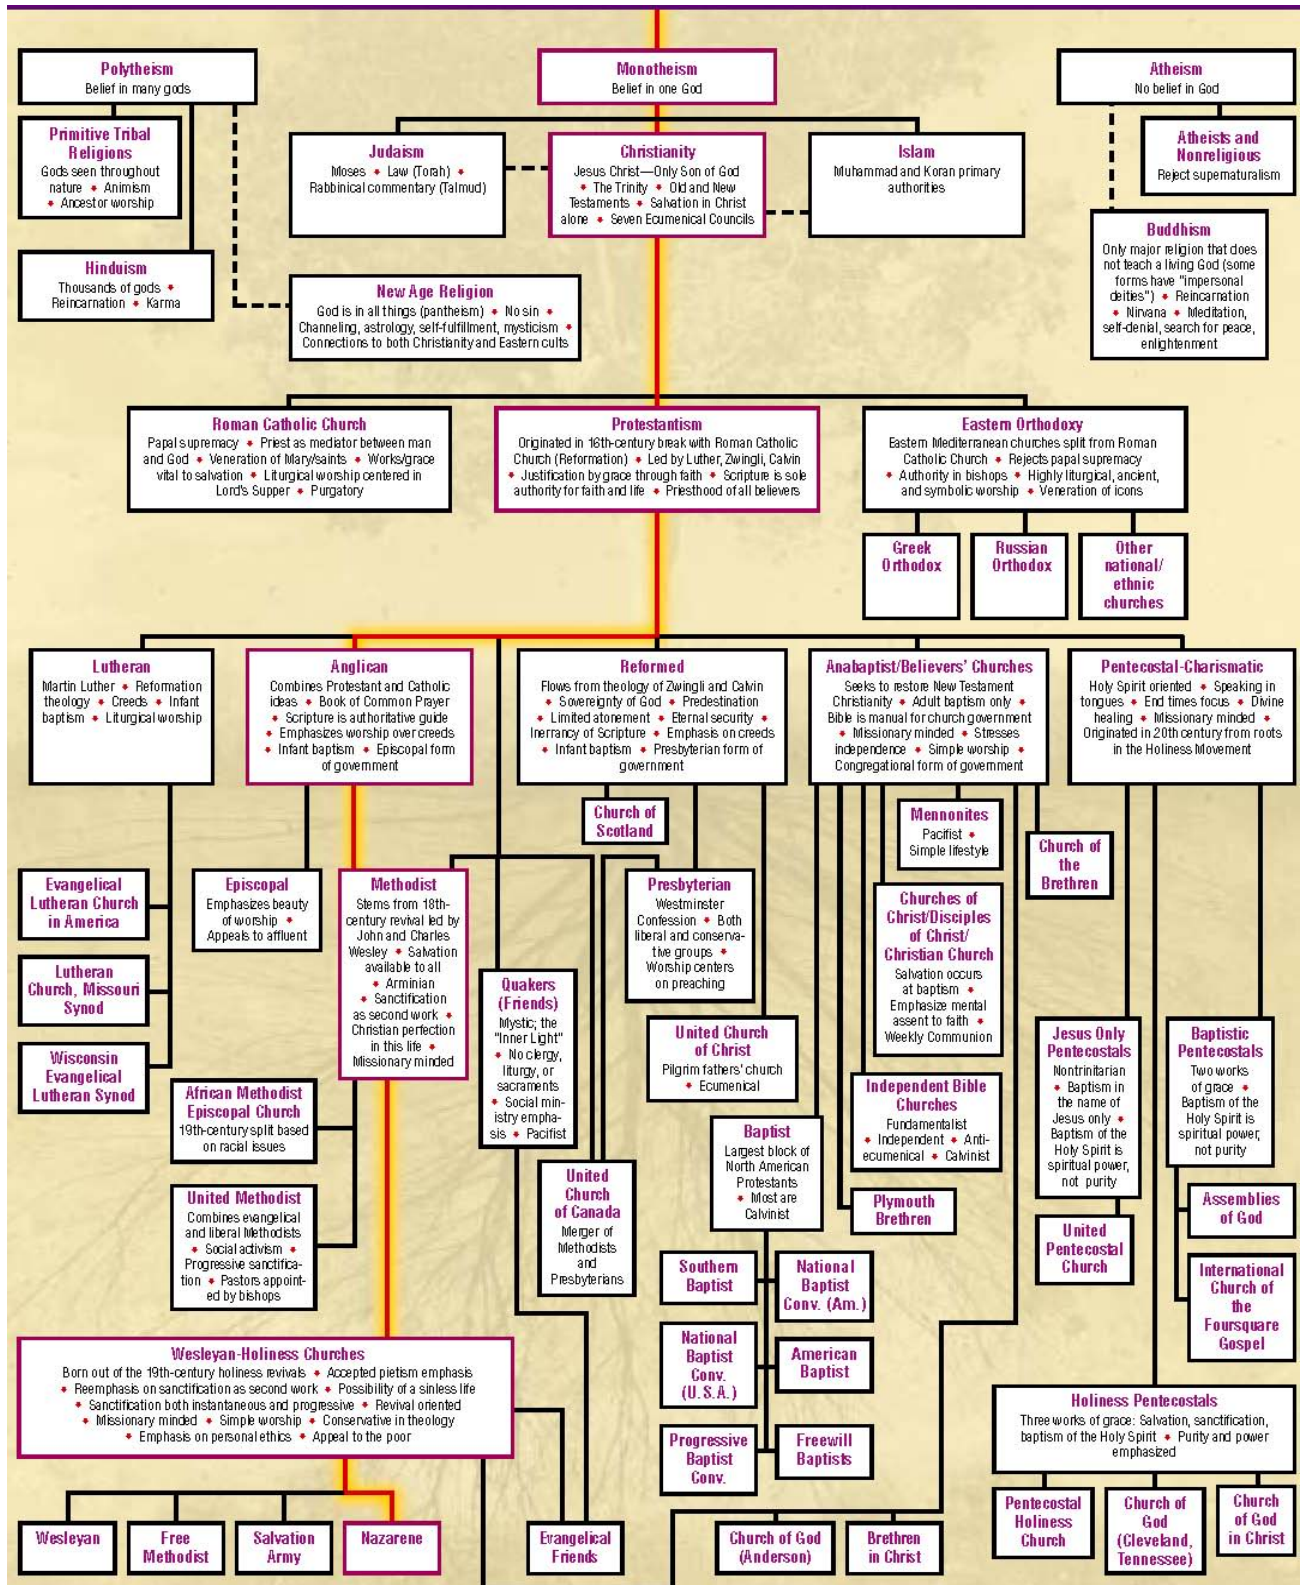 Polytheism
Belief in many gods
Monotheism
Belief in one God
Atheism
No belief in God
Primitive Tribal
Religions
Gods seen throughout
nature ♦ Animism
♦ Ancestor worship
Judaism
Moses ♦ Law (Torah) ♦
Rabbinical commentary (Talmud)
Christianity
Jesus Christ—Only Son of God
♦ The Trinity ♦ Old and New
Testaments ♦ Salvation in Christ
alone ♦ Seven Ecumenical Councils
Islam
Muhammad and Koran primary
authorities
Atheists and
Nonreligious
Reject supernaturalism
Hinduism
Thousands of gods ♦
Reincarnation ♦ Karma
New Age Religion
God is in all things (pantheism) ♦ No sin ♦
Channeling, astrology, self-fulfillment, mysticism ♦
Connections to both Christianity and Eastern cults
Buddhism
Only major religion that does
not teach a living God (some
forms have "impersonal
deities") ♦ Reincarnation
♦ Nirvana ♦ Meditation,
self-denial, search for peace,
enlightenment
Roman Catholic Church
Papal supremacy ♦ Priest as mediator between man
and God ♦ Veneration of Mary/saints ♦ Works/grace
vital to salvation ♦ Liturgical worship centered in
Lord's Supper ♦ Purgatory
Protestantism
Originated in 16th-century break with Roman Catholic
Church (Reformation) ♦ Led by Luther, Zwingli, Calvin
♦ Justification by grace through faith ♦ Scripture is sole
authority for faith and life ♦ Priesthood of all believers
Eastern Orthodoxy
Eastern Mediterranean churches split from Roman
Catholic Church ♦ Rejects papal supremacy
♦ Authority in bishops ♦ Highly liturgical, ancient,
and symbolic worship ♦ Veneration of icons
Greek
Orthodox
Russian
Orthodox
Other
national/
ethnic
churches
Lutheran
Martin Luther ♦ Reformation
theology ♦ Creeds ♦ Infant
baptism ♦ Liturgical worship
Anglican
Combines Protestant and Catholic
ideas ♦ Book of Common Prayer
♦ Scripture is authoritative guide
♦ Emphasizes worship over creeds
♦ Infant baptism ♦ Episcopal form
of government
Reformed
Flows from theology of Zwingli and Calvin
♦ Sovereignty of God ♦ Predestination
♦ Limited atonement ♦ Eternal security ♦
Inerrancy of Scripture ♦ Emphasis on creeds
♦ Infant baptism ♦ Presbyterian form of
government
Anabaptist/Believers' Churches
Seeks to restore New Testament
Christianity ♦ Adult baptism only ♦
Bible is manual for church government
♦ Missionary minded ♦ Stresses
independence ♦ Simple worship ♦
Congregational form of government
Pentecostal-Charismatic
Holy Spirit oriented ♦ Speaking in
tongues ♦ End times focus ♦ Divine
healing ♦ Missionary minded ♦
Originated in 20th century from roots
in the Holiness Movement
Church of
Scotland
Mennonites
Pacifist ♦
Simple lifestyle
Church of
the
Brethren
Evangelical
Lutheran Church
in America
Episcopal
Emphasizes beauty
of worship ♦
Appeals to affluent
Methodist
Stems from 18th-
century revival led by
John and Charles
Wesley ♦ Salvation
available to all
♦ Arminian
♦ Sanctification
as second work ♦
Christian perfection
in this life ♦
Missionary minded
Presbyterian
Westminster
Confession ♦ Both
liberal and conserva-
tive groups ♦
Worship centers
on preaching
Churches of
Christ/Disciples
of Christ/
Christian Church
Salvation occurs
at baptism ♦
Emphasize mental
assent to faith ♦
Weekly Communion
Lutheran
Church, Missouri
Synod
Quakers
(Friends)
Mystic; the
"Inner Light"
♦ No clergy,
liturgy, or
sacraments
♦ Social min-
istry empha-
sis ♦ Pacifist
United Church
of Christ
Pilgrim fathers' church
♦ Ecumenical
Jesus Only
Pentecostals
Nontrinitarian
♦ Baptism in
the name of
Jesus only ♦
Baptism of the
Holy Spirit is
spiritual power,
not purity
Baptistic
Pentecostals
Two works
of grace ♦
Baptism of the
Holy Spirit is
spiritual power,
not purity
Wisconsin
Evangelical
Lutheran Synod
African Methodist
Episcopal Church
19th-century split based
on racial issues
Independent Bible
Churches
Fundamentalist
♦ Independent ♦ Anti-
ecumenical ♦ Calvinist
Baptist
Largest block of
North American
Protestants
♦ Most are
Calvinist
United
Church
of Canada
Merger of
Methodists
and
Presbyterians
United Methodist
Combines evangelical
and liberal Methodists
♦ Social activism ♦
Progressive sanctifica-
tion ♦ Pastors appoint-
ed by bishops
Plymouth
Brethren
Assemblies
of God
United
Pentecostal
Church
Southern
Baptist
National
Baptist
Conv. (Am.)
International
Church of
the
Foursquare
Gospel
National
Baptist
Conv.
(U.S.A.)
American
Baptist
Wesleyan-Holiness Churches
Born out of the 19th-century holiness revivals ♦ Accepted pietism emphasis
♦ Reemphasis on sanctification as second work ♦ Possibility of a sinless life
♦ Sanctification both instantaneous and progressive ♦ Revival oriented
♦ Missionary minded ♦ Simple worship ♦ Conservative in theology
♦ Emphasis on personal ethics ♦ Appeal to the poor
Holiness Pentecostals
Three works of grace: Salvation, sanctification,
baptism of the Holy Spirit ♦ Purity and power
emphasized
Progressive
Baptist
Conv.
Freewill
Baptists
Wesleyan
Free
Methodist
Salvation
Army
Nazarene
Evangelical
Friends
Church of God
(Anderson)
Brethren
in Christ
Pentecostal
Holiness
Church
Church of
God
(Cleveland,
Tennessee)
Church
of God
in Christ